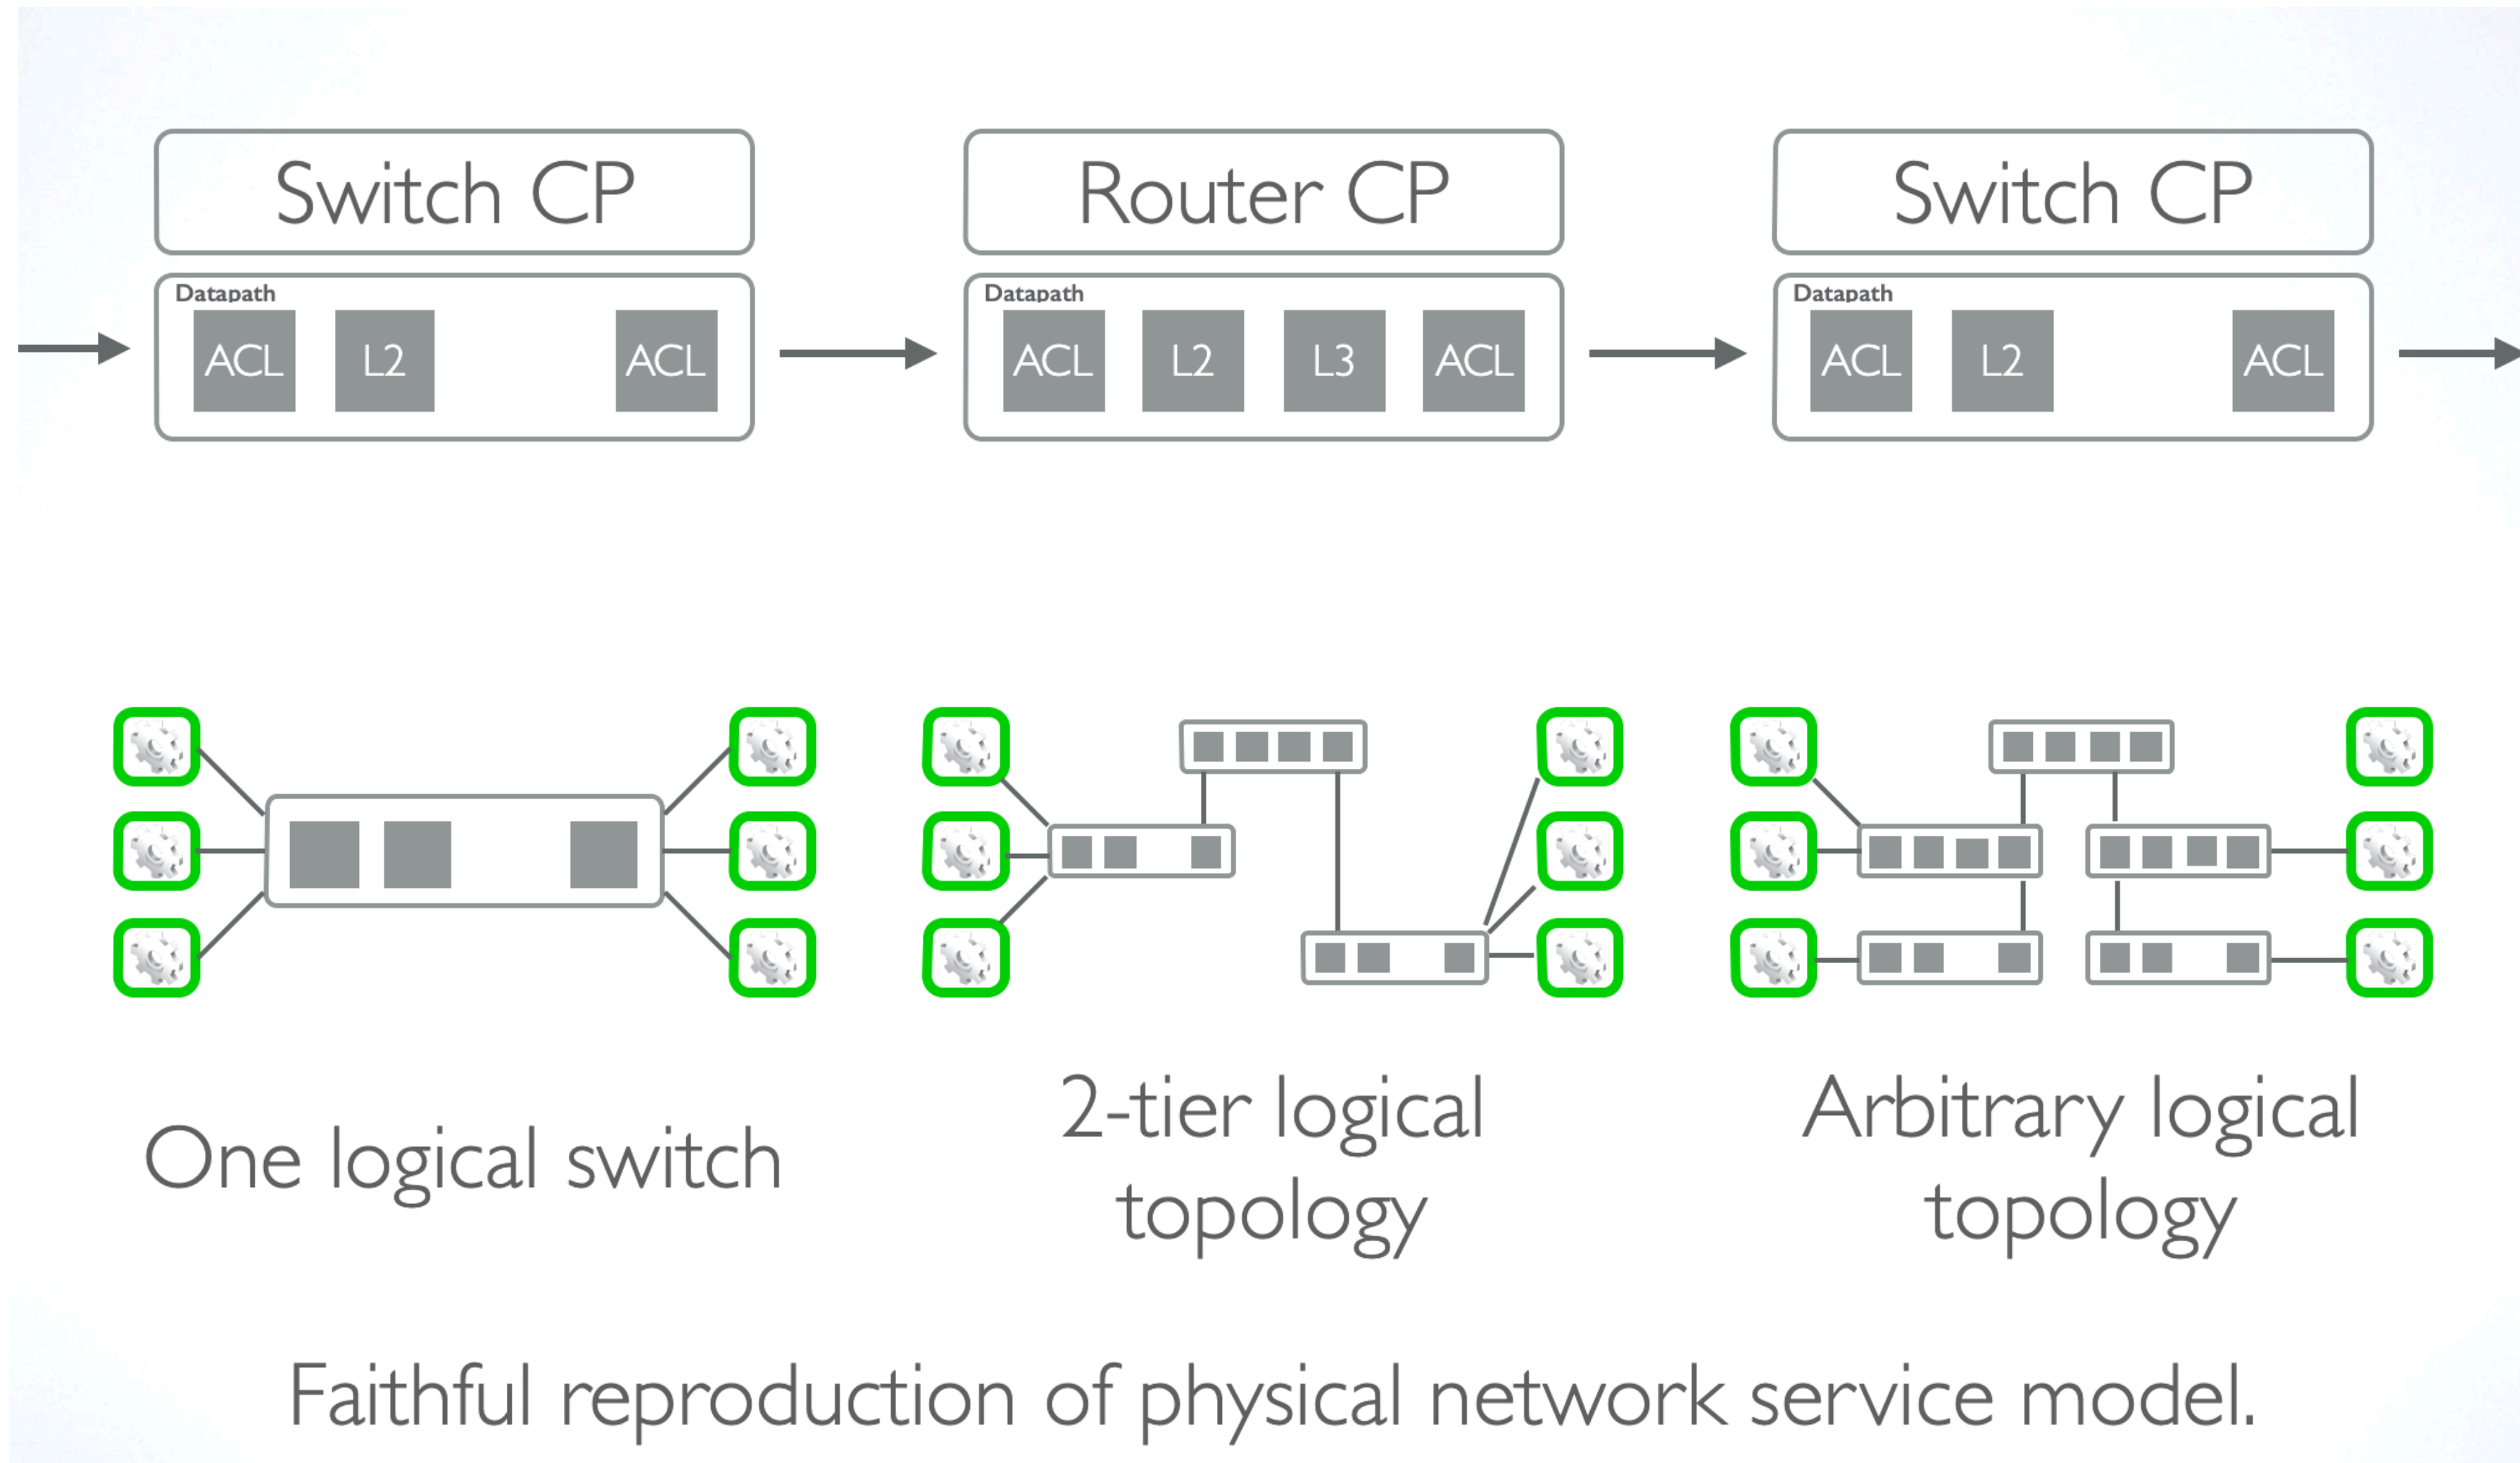 Switch CP
Router CP
Switch CP
Datapath
ACL L2 ACL
Datapath
ACL L2 L3 ACL
Datapath
ACL L2 ACL
One logical switch
2-tier logical
topology
Arbitrary logical
topology
Faithful reproduction of physical network service model.